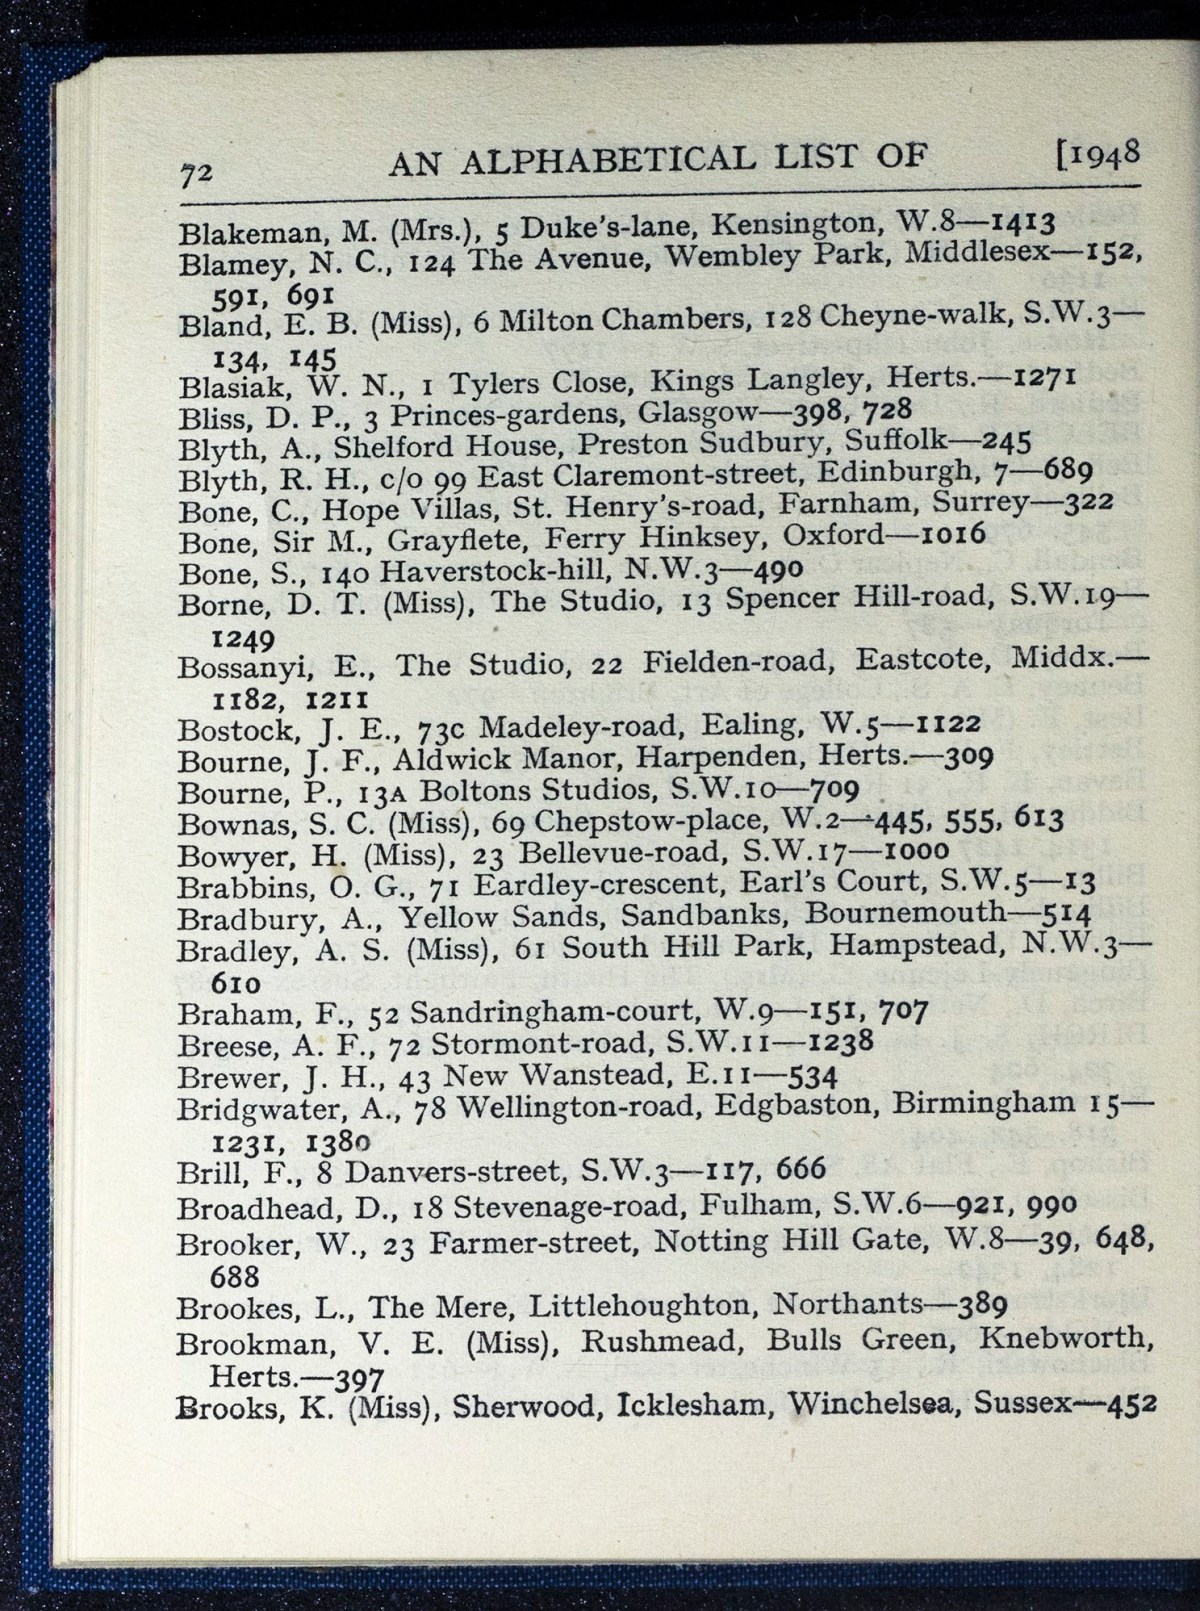 72 AN ALPHABETICAL LIST OF [1948
Blakeman, M. (Mrs.), 5 Duke's-lane, Kensington, W.8—1413
Blamey, N. C., 124 The Avenue, Wembley Park, Middlesex—152,
591, 691
Bland, E. B. (Miss), 6 Milton Chambers, 128 Cheyne-walk, S.W.3—
134, 145
Blasiak, W. N., 1 Tylers Close, Kings Langley, Herts.—1271
Bliss, D. P., 3 Princes-gardens, Glasgow—398, 728
Blyth, A., Shelford House, Preston Sudbury, Suffolk—245
Blyth, R. H., c/o 99 East Claremont-street, Edinburgh, 7—689
Bone, C., Hope Villas, St. Henry's-road, Farnham, Surrey—322
Bone, Sir M., Grayflete, Ferry Hinksey, Oxford—1016
Bone, S., 140 Haverstock-hill, N.W.3—490
Borne, D. T. (Miss), The Studio, 13 Spencer Hill-road, S.W.19—
1249
Bossanyi, E., The Studio, 22 Fielden-road, Eastcote, Middx.—
1182, 1211
Bostock, J. E., 73C Madeley-road, Ealing, W.5—1122
Bourne, J. F., Aldwick Manor, Harpenden, Herts.—309
Bourne, P., 13A Boltons Studios, S.W.10—709
Bownas, S. C. (Miss), 69 Chepstow-place, W.2—445, 555, 613
Bowyer, H. (Miss), 23 Bellevue-road, S.W.17—1000
Brabbins, O. G., 71 Eardley-crescent, Earl's Court, S.W.5—13
Bradbury, A., Yellow Sands, Sandbanks, Bournemouth—514
Bradley, A. S. (Miss), 61 South Hill Park, Hampstead, N.W.3—
610
Braham, F., 52 Sandringham-court, W.9—151, 707
Breese, A. F., 72 Stormont-road, S.W.11—1238
Brewer, J. H., 43 New Wanstead, E.11—534
Bridgwater, A., 78 Wellington-road, Edgbaston, Birmingham 15—
1231, 1380
Brill, F., 8 Danvers-street, S.W.3—117, 666
Broadhead, D., 18 Stevenage-road, Fulham, S.W.6—921, 990
Brooker, W., 23 Farmer-street, Notting Hill Gate, W.8—39, 648,
688
Brookes, L., The Mere, Littlehoughton, Northants—389
Brookman, V. E. (Miss), Rushmead, Bulls Green, Knebworth,
Herts.—397
Brooks, K. (Miss), Sherwood, Icklesham, Winchelsea, Sussex—452